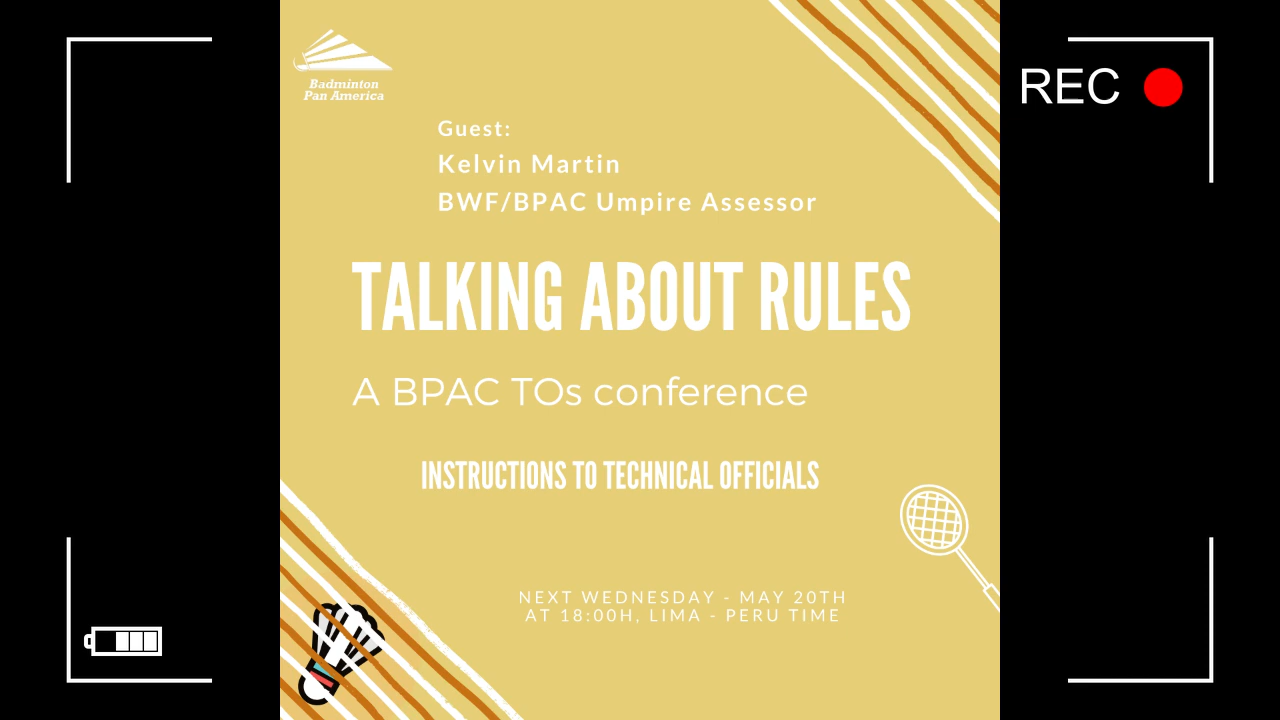 Badminton
Pan America
REC
Guest:
Kelvin Martin
BWF/BPAC Umpire Assessor
TALKING ABOUT RULES
A BPAC TOs conference
INSTRUCTIONS TO TECHNICAL OFFICIALS
NEXT WEDNESDAY - MAY 20TH
AT 18:00H, LIMA - PERU TIME